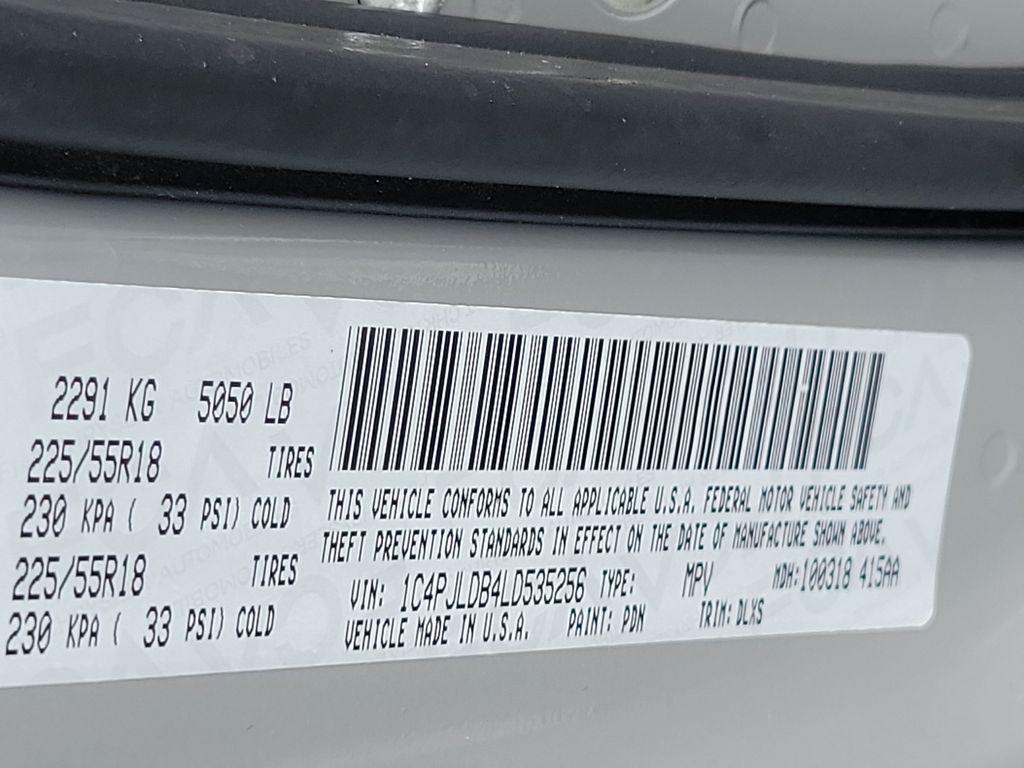 2291 KG 5050 LB
225/55R18 TIRES
230 KPA ( 33 PSI) COLD
225/55R18 TIRES
230 KPA ( 33 PSI) COLD
THIS VEHICLE CONFORMS TO ALL APPLICABLE U.S.A. FEDERAL MOTOR VEHICLE SAFETY AND
THEFT PREVENTION STANDARDS IN EFFECT ON THE DATE OF MANUFACTURE SHOWN ABOVE.
VIN: 1C4PJLDB4LD535256 TYPE: MPV MDH:100318 415AA
VEHICLE MADE IN U.S.A. PAINT: PDN TRIM: DLXS